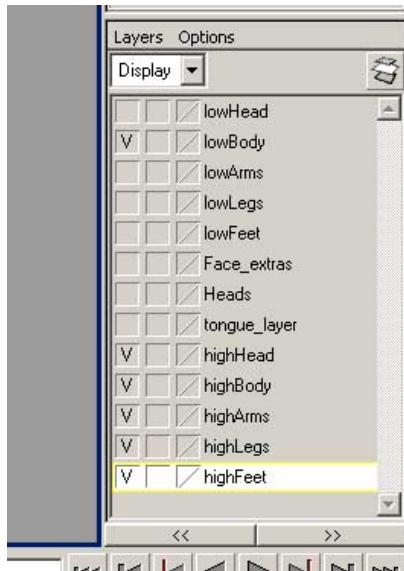 Layers Options
Display
lowHead
V lowBody
lowArms
lowLegs
lowFeet
Face_extras
Heads
tongue_layer
V highHead
V highBody
V highArms
V highLegs
V highFeet
<< >>